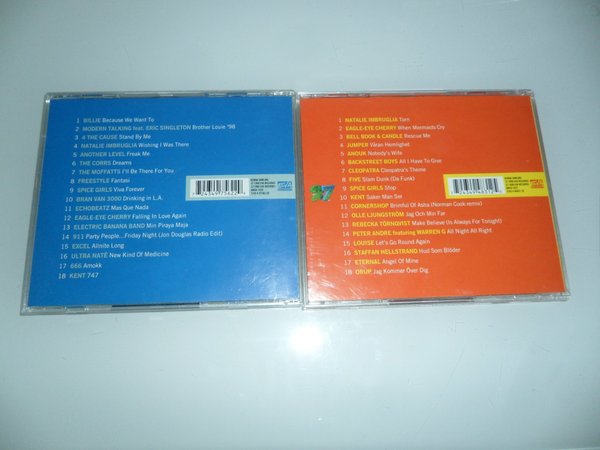 1 BILLIE Because We Want To
2 MODERN TALKING feat. ERIC SINGLETON Brother Louie '98
3 4 THE CAUSE Stand By Me
4 NATALIE IMBRUGLIA Wishing I Was There
5 ANOTHER LEVEL Freak Me
6 THE CORRS Dreams
7 THE MOFFATTS I'll Be There For You
8 FREESTYLE Fantasi
9 SPICE GIRLS Viva Forever
10 BRAN VAN 3000 Drinking in L.A.
11 ECHOBEATZ Mas Que Nada
12 EAGLE-EYE CHERRY Falling In Love Again
13 ELECTRIC BANANA BAND Min Piraya Maja
14 911 Party People...Friday Night (Jon Douglas Radio Edit)
15 EXCEL Allnite Long
16 ULTRA NATÉ New Kind Of Medicine
17 666 Amokk
18 KENT 747
1 NATALIE IMBRUGLIA Torn
2 EAGLE-EYE CHERRY When Mermaids Cry
3 BELL BOOK & CANDLE Rescue Me
4 JUMPER Våran Hemlighet
5 ANOUK Nobody's Wife
6 BACKSTREET BOYS All I Have To Give
7 CLEOPATRA Cleopatra's Theme
8 FIVE Slam Dunk (Da Funk)
9 SPICE GIRLS Stop
10 KENT Saker Man Ser
11 CORNERSHOP Brimful Of Asha (Norman Cook remix)
12 OLLE LJUNGSTRÖM Jag Och Min Far
13 REBECKA TÖRNQVIST Make Believe Us (Always For Tonight)
14 PETER ANDRE featuring WARREN G All Night All Right
15 LOUISE Let's Go Round Again
16 STAFFAN HELLSTRAND Hud Som Blöder
17 ETERNAL Angel Of Mine
18 ORUP Jag Kommer Över Dig